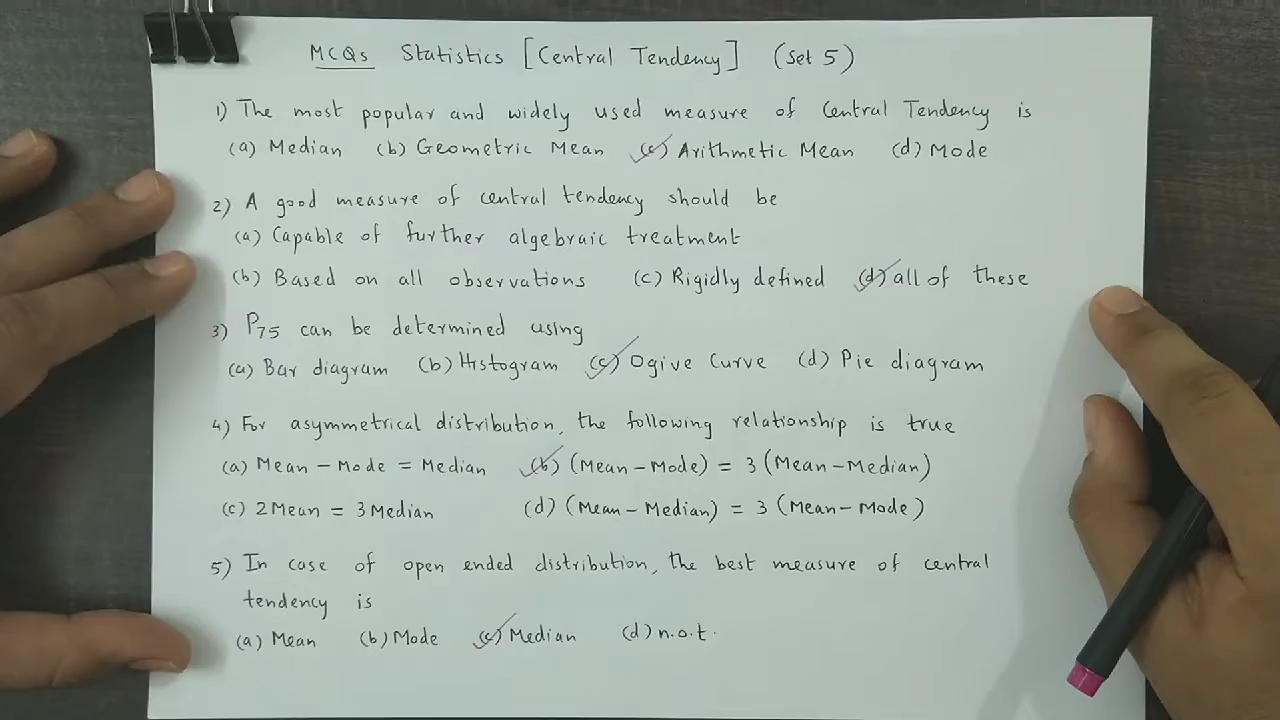 MCQs Statistics [Central Tendency] (Set 5)
1) The most popular and widely used measure of Central Tendency is
(a) Median (b) Geometric Mean (c) Arithmetic Mean (d) Mode
2) A good measure of central tendency should be
(a) Capable of further algebraic treatment
(b) Based on all observations (c) Rigidly defined (d) all of these
3) P75 can be determined using
(a) Bar diagram (b) Histogram (c) Ogive Curve (d) Pie diagram
4) For asymmetrical distribution, the following relationship is true
(a) Mean - Mode = Median (b) (Mean - Mode) = 3 (Mean - Median)
(c) 2 Mean = 3 Median (d) (Mean - Median) = 3 (Mean - Mode)
5) In case of open ended distribution, the best measure of central
tendency is
(a) Mean (b) Mode (c) Median (d) n.o.t.